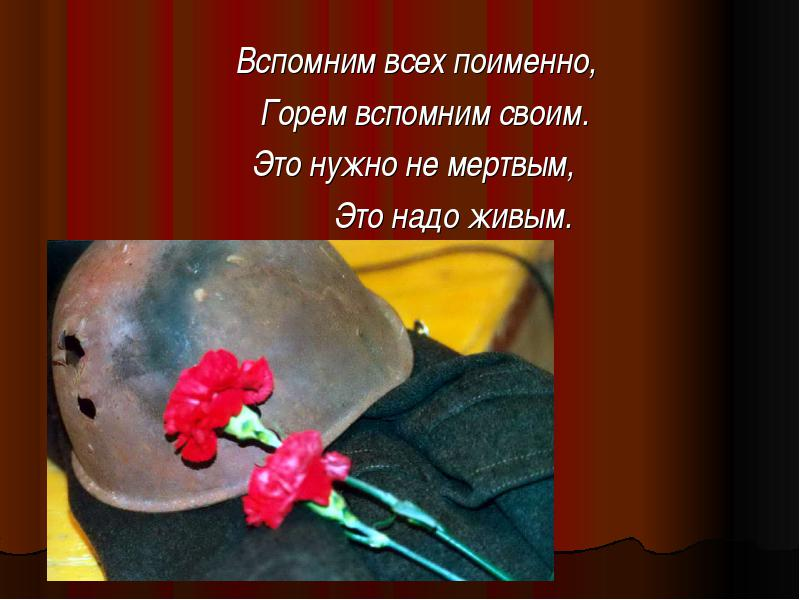 Вспомним всех поименно,
Горем вспомним своим.
Это нужно не мертвым,
Это надо живым.